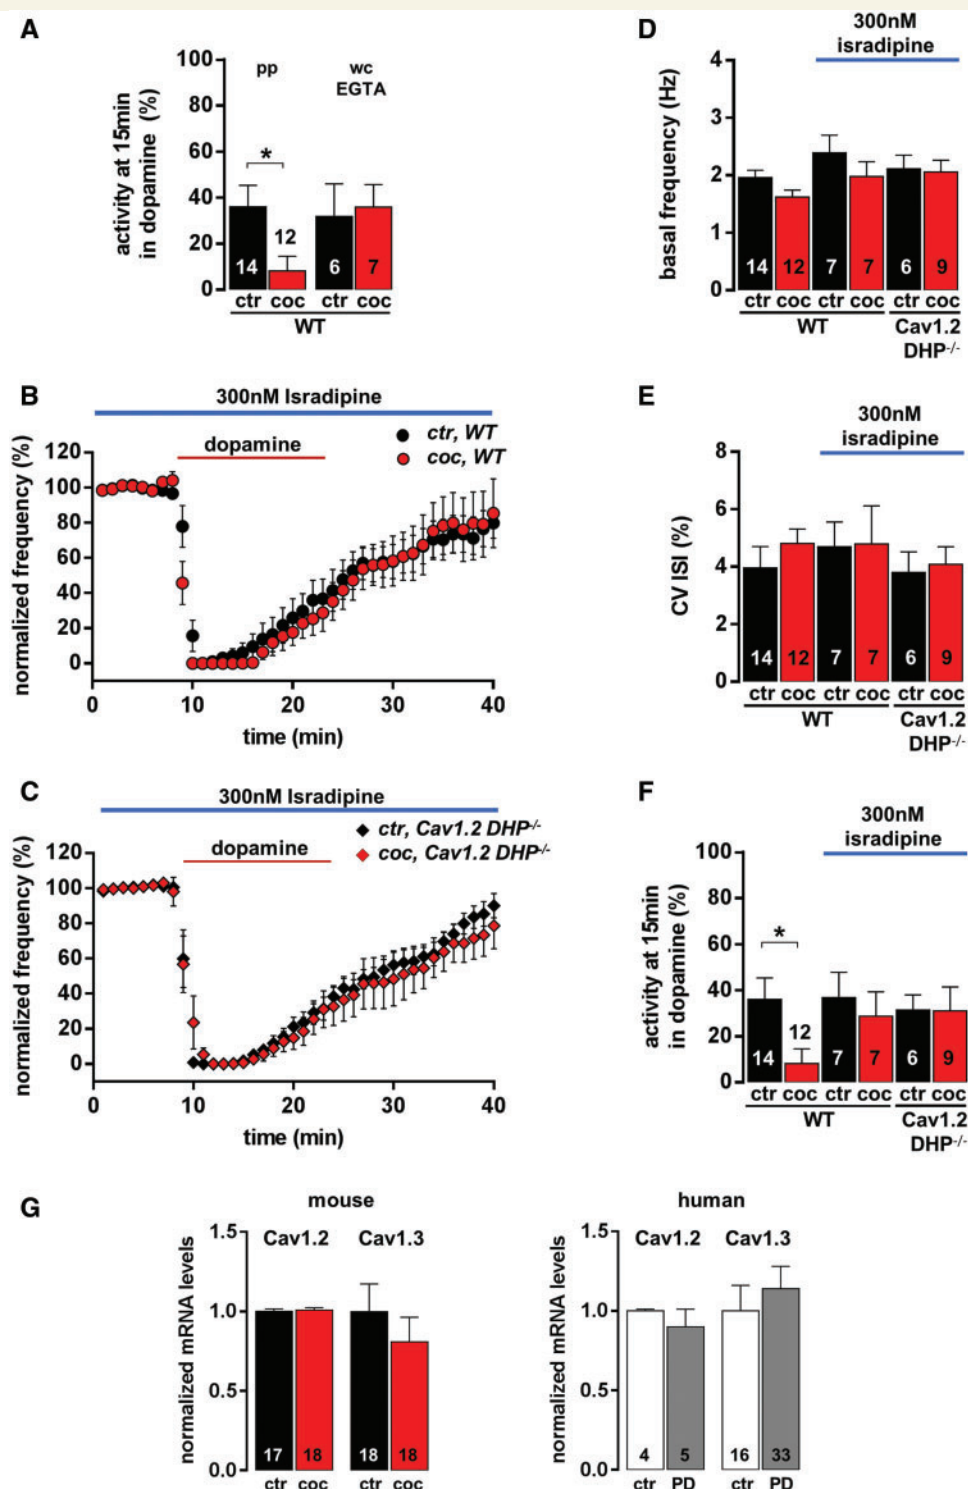 A
pp
wc
EGTA
activity at 15min
in dopamine (%)
100
80
60
40
20
0
*
12
14
6
7
ctr coc ctr coc
WT
B
300nM Isradipine
dopamine
ctr, WT
coc, WT
normalized frequency (%)
120
100
80
60
40
20
0
0 10 20 30 40
time (min)
C
300nM Isradipine
dopamine
ctr, Cav1.2 DHP-/-
coc, Cav1.2 DHP-/-
normalized frequency (%)
120
100
80
60
40
20
0
0 10 20 30 40
time (min)
D
300nM
isradipine
basal frequency (Hz)
4
3
2
1
0
14 12 7 7 6 9
ctr coc ctr coc ctr coc
WT Cav1.2
DHP-/-
E
300nM
isradipine
CV ISI (%)
8
6
4
2
0
14 12 7 7 6 9
ctr coc ctr coc ctr coc
WT Cav1.2
DHP-/-
F
300nM
isradipine
activity at 15min
in dopamine (%)
100
80
60
40
20
0
*
12
14 7 7 6 9
ctr coc ctr coc ctr coc
WT Cav1.2
DHP-/-
G
mouse
Cav1.2 Cav1.3
normalized mRNA levels
1.5
1.0
0.5
0.0
17 18 18 18
ctr coc ctr coc
human
Cav1.2 Cav1.3
normalized mRNA levels
1.5
1.0
0.5
0.0
4 5 16 33
ctr PD ctr PD